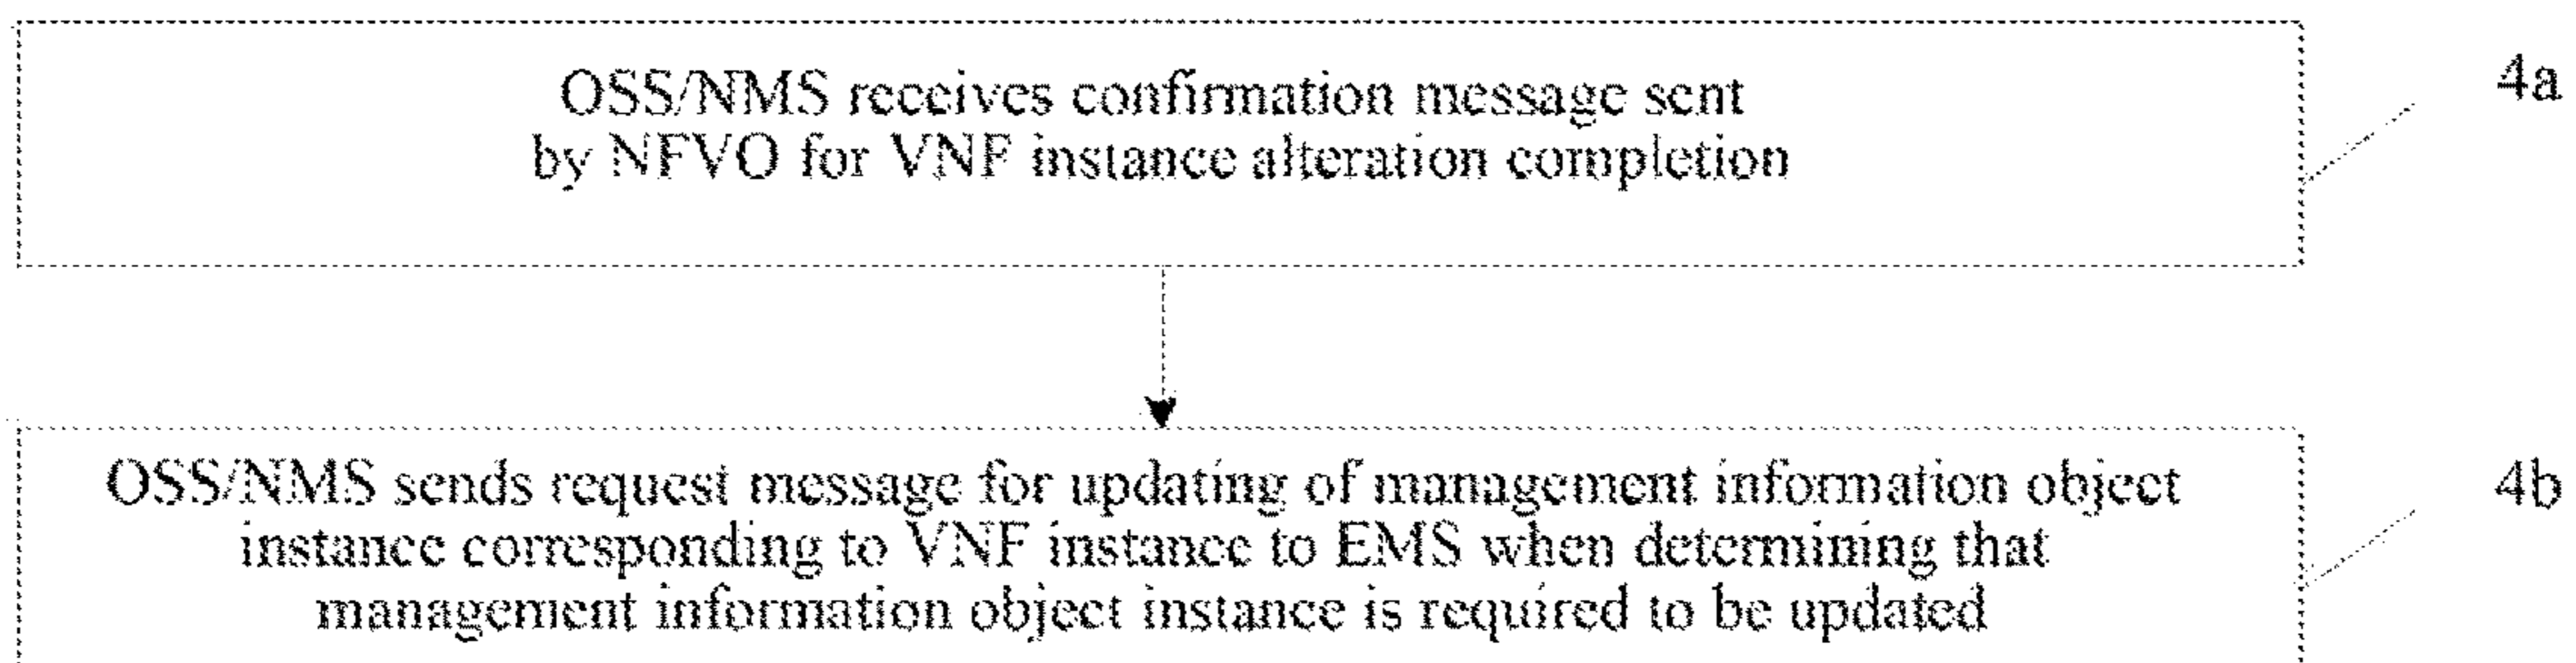 OSS/NMS receives confirmation message sent
by NFVO for VNF instance alteration completion
4a
OSS/NMS sends request message for updating of management information object
instance corresponding to VNF instance to EMS when determining that
management information object instance is required to be updated
4b